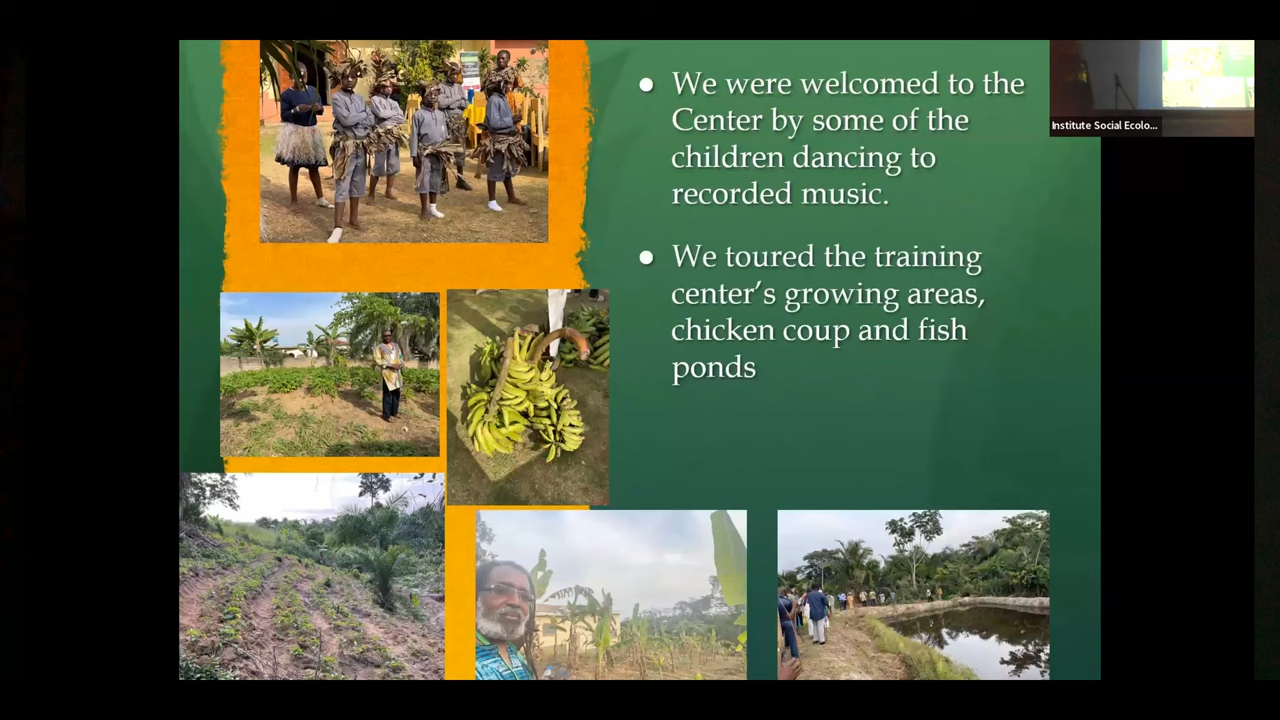 ● We were welcomed to the
Center by some of the
children dancing to
recorded music.
● We toured the training
center’s growing areas,
chicken coup and fish
ponds
Institute Social Ecolo...